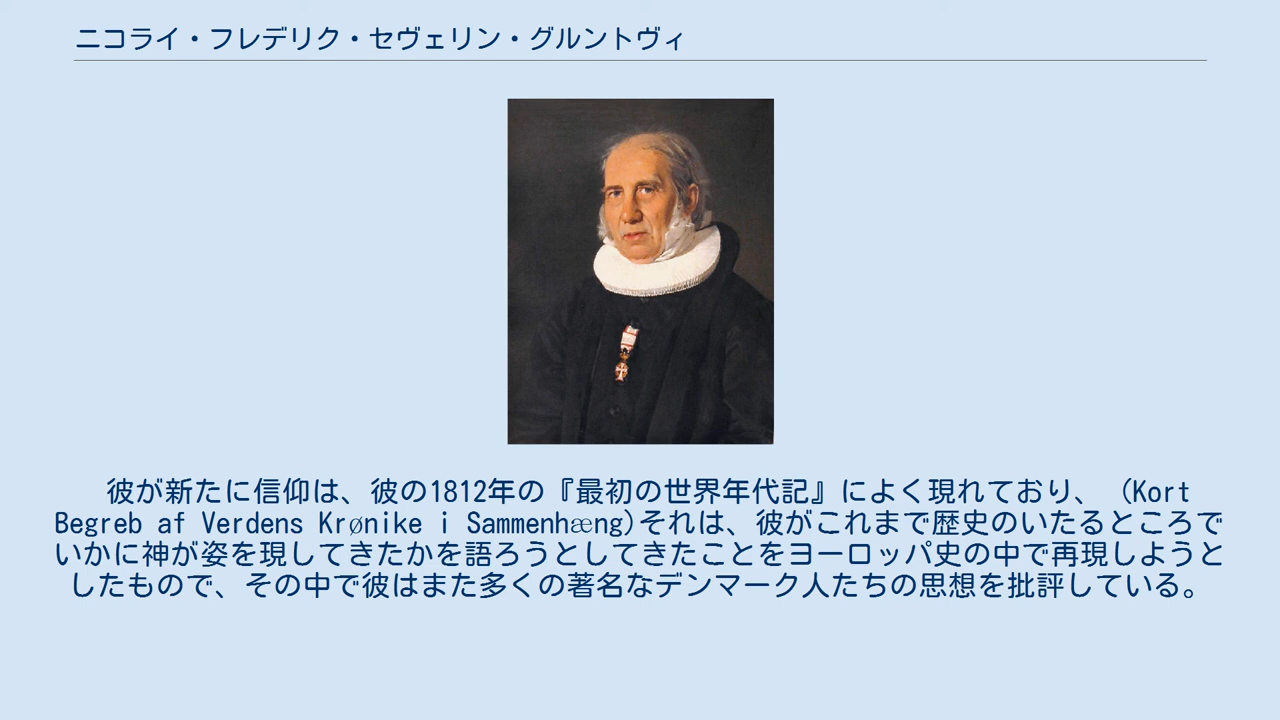 ニコライ・フレデリク・セヴェリン・グルントヴィ
彼が新たに信仰は、彼の1812年の『最初の世界年代記』によく現れており、 (Kort
Begreb af Verdens Krønike i Sammenhæng)それは、彼がこれまで歴史のいたるところで
いかに神が姿を現してきたかを語ろうとしてきたことをヨーロッパ史の中で再現しようと
したもので、その中で彼はまた多くの著名なデンマーク人たちの思想を批評している。